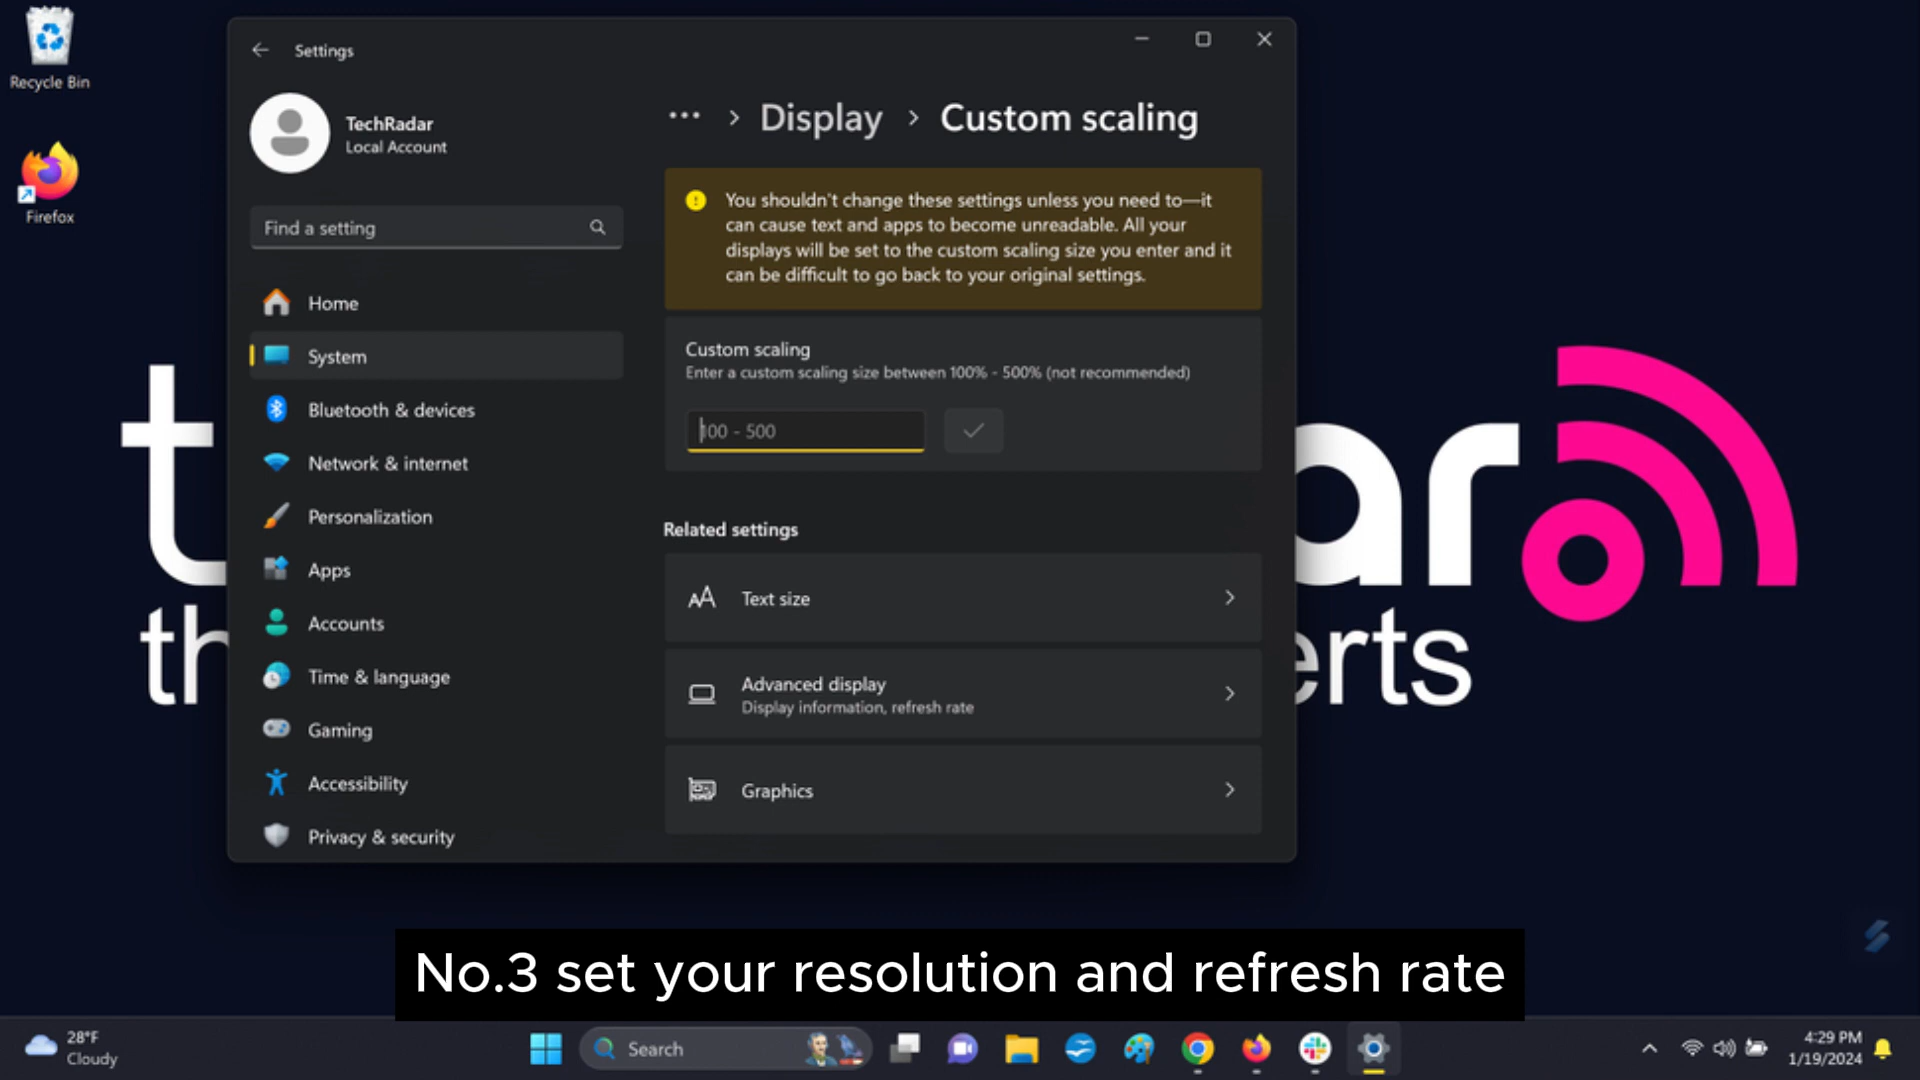 Recycle Bin
Firefox
Settings
TechRadar
Local Account
Find a setting
Home
System
Bluetooth & devices
Network & internet
Personalization
Apps
Accounts
Time & language
Gaming
Accessibility
Privacy & security
... > Display > Custom scaling
You shouldn't change these settings unless you need to—it
can cause text and apps to become unreadable. All your
displays will be set to the custom scaling size you enter and it
can be difficult to go back to your original settings.
Custom scaling
Enter a custom scaling size between 100% - 500% (not recommended)
100 - 500
Related settings
Text size
Advanced display
Display information, refresh rate
Graphics
t ar
th erts
No.3 set your resolution and refresh rate
28°F
Cloudy
Search
4:29 PM
1/19/2024